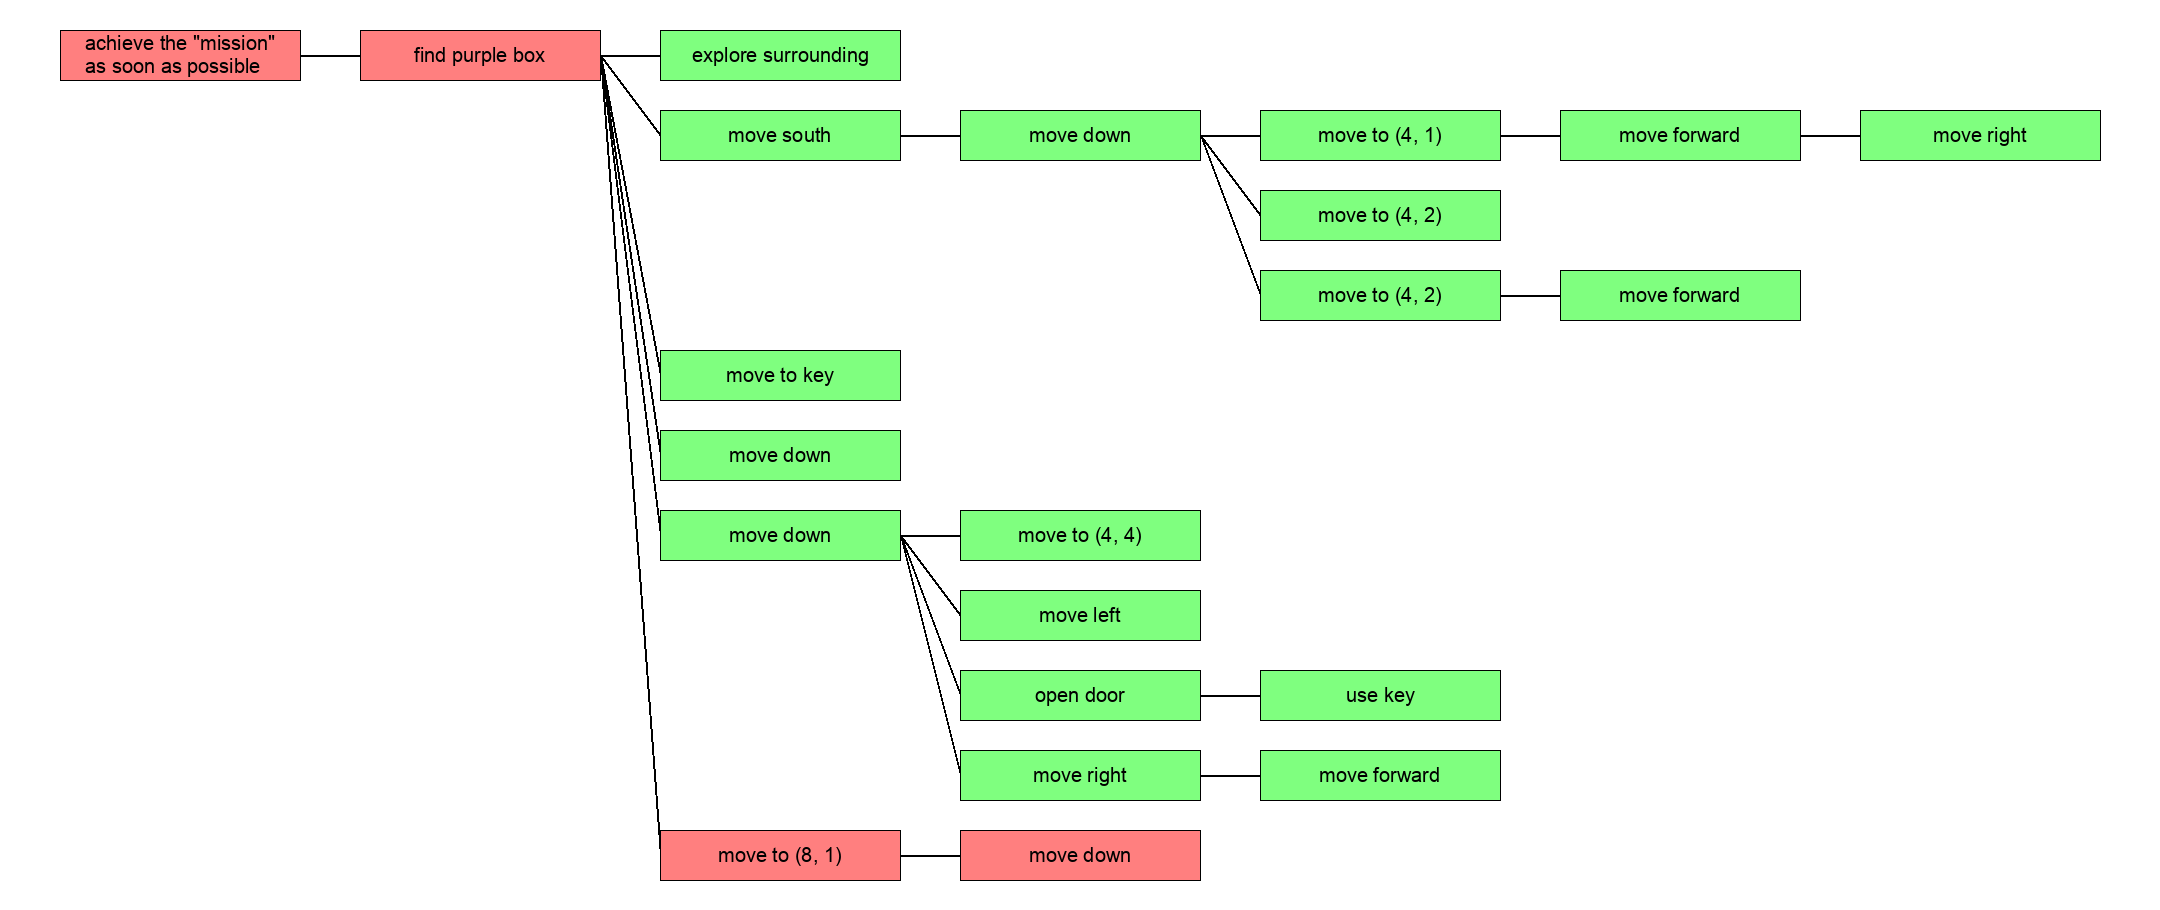 achieve the "mission"
as soon as possible
find purple box
explore surrounding
move south
move down
move to (4, 1)
move forward
move right
move to (4, 2)
move to (4, 2)
move forward
move to key
move down
move down
move to (4, 4)
move left
open door
use key
move right
move forward
move to (8, 1)
move down